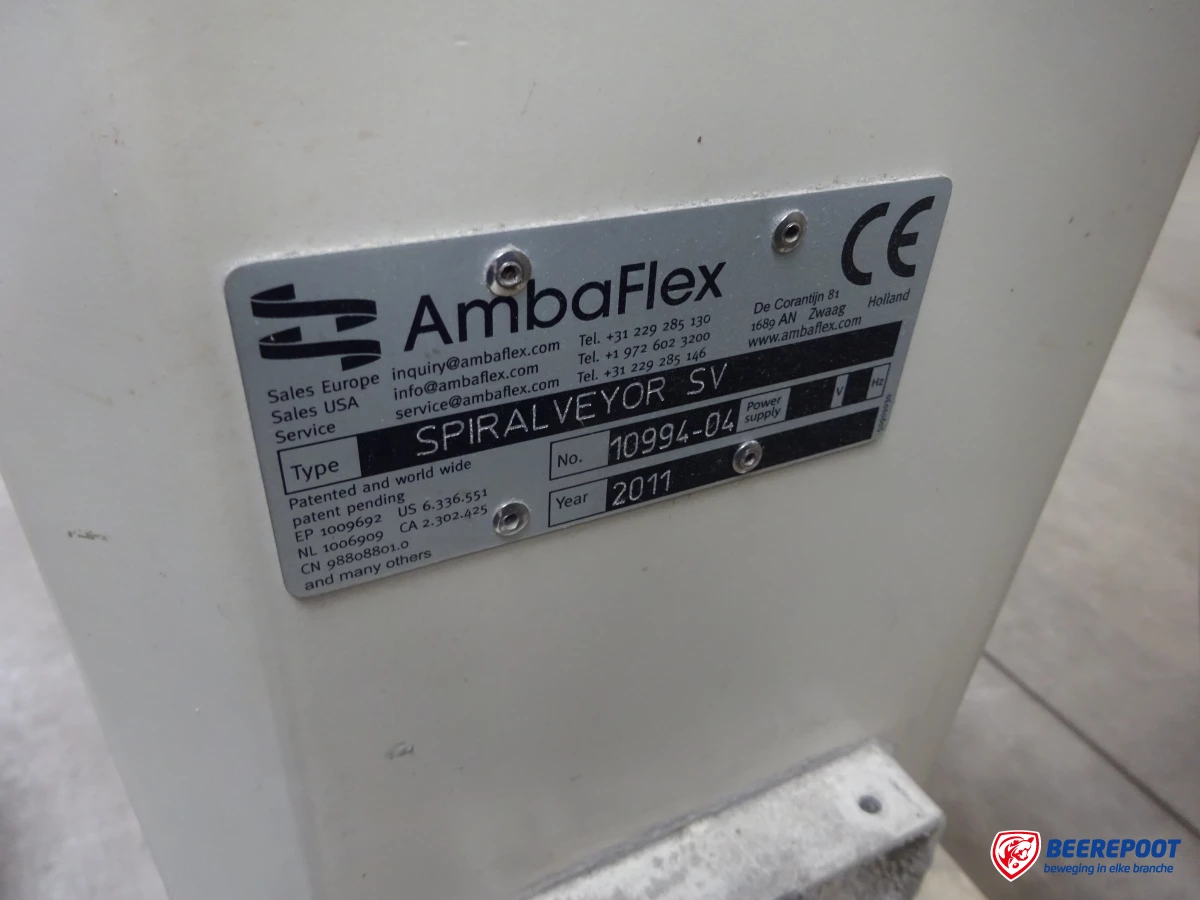 AmbaFlex
CE
Sales Europe inquiry@ambaflex.com Tel. +31 229 285 130
Sales USA info@ambaflex.com Tel. +1 972 602 3200
Service service@ambaflex.com Tel. +31 229 285 146
De Corantijn 81
1689 AN Zwaag Holland
www.ambaflex.com
Type SPIRALVEYOR SV
Patented and world wide
patent pending
EP 1009692 US 6.336.551
NL 1006909 CA 2.302.425
CN 98808801.0
and many others
No. 10994-04
Power
supply
V
Hz
Year 2011
BEEREPOOT
beweging in elke branche